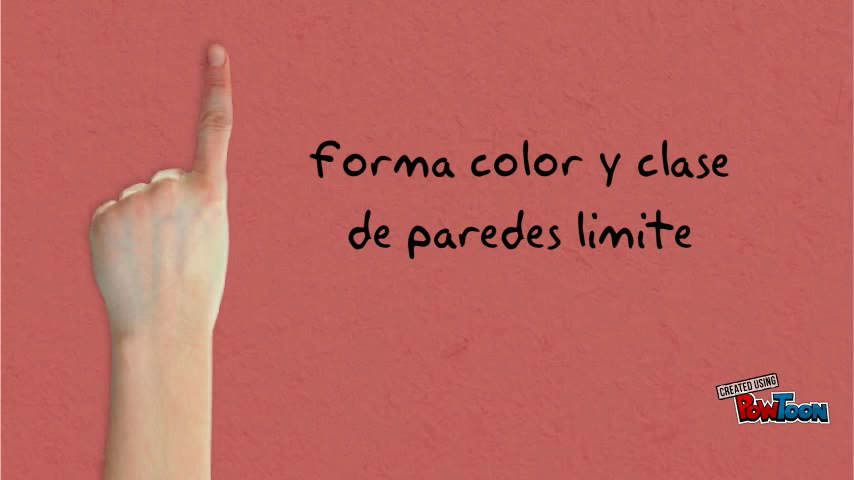 forma color y clase
de paredes limite
CREATED USING
POWTOON